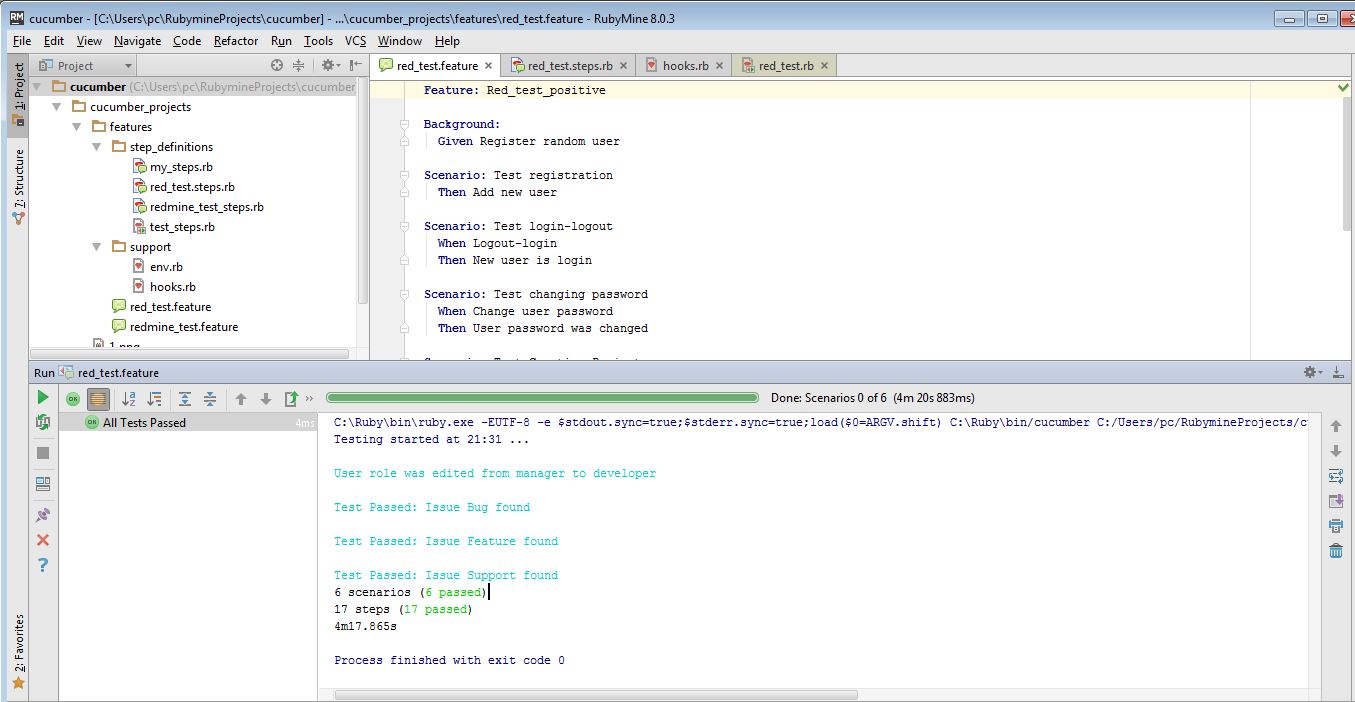 cucumber - [C:\Users\pc\RubymineProjects\cucumber] - ...\cucumber_projects\features\red_test.feature - RubyMine 8.0.3
File Edit View Navigate Code Refactor Run Tools VCS Window Help
1: Project
7: Structure
2: Favorites
Project
cucumber (C:\Users\pc\RubymineProjects\cucumber
cucumber_projects
features
step_definitions
my_steps.rb
red_test.steps.rb
redmine_test_steps.rb
test_steps.rb
support
env.rb
hooks.rb
red_test.feature
redmine_test.feature
1.png
red_test.feature red_test.steps.rb hooks.rb red_test.rb
Feature: Red_test_positive
Background:
Given Register random user
Scenario: Test registration
Then Add new user
Scenario: Test login-logout
When Logout-login
Then New user is login
Scenario: Test changing password
When Change user password
Then User password was changed
Run red_test.feature
Done: Scenarios 0 of 6 (4m 20s 883ms)
OK All Tests Passed 4ms
C:\Ruby\bin\ruby.exe -EUTF-8 -e $stdout.sync=true;$stderr.sync=true;load($0=ARGV.shift) C:\Ruby\bin/cucumber C:/Users/pc/RubymineProjects/c
Testing started at 21:31 ...
User role was edited from manager to developer
Test Passed: Issue Bug found
Test Passed: Issue Feature found
Test Passed: Issue Support found
6 scenarios (6 passed)
17 steps (17 passed)
4m17.865s
Process finished with exit code 0